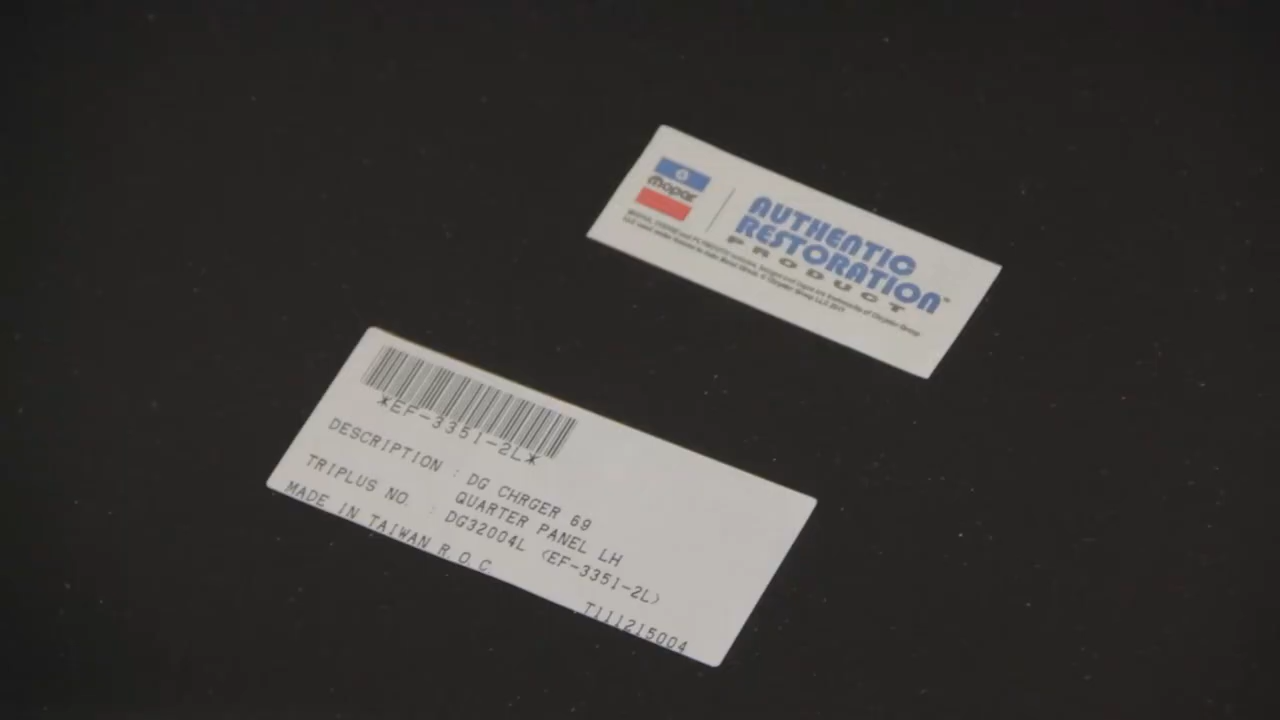 mopar
AUTHENTIC
RESTORATION
PRODUCT
*EF-3351-2L*
DESCRIPTION : DG CHRGER 69
QUARTER PANEL LH
TRIPLUS NO. : DG32004L (EF-3351-2L)
MADE IN TAIWAN R.O.C
T111215004